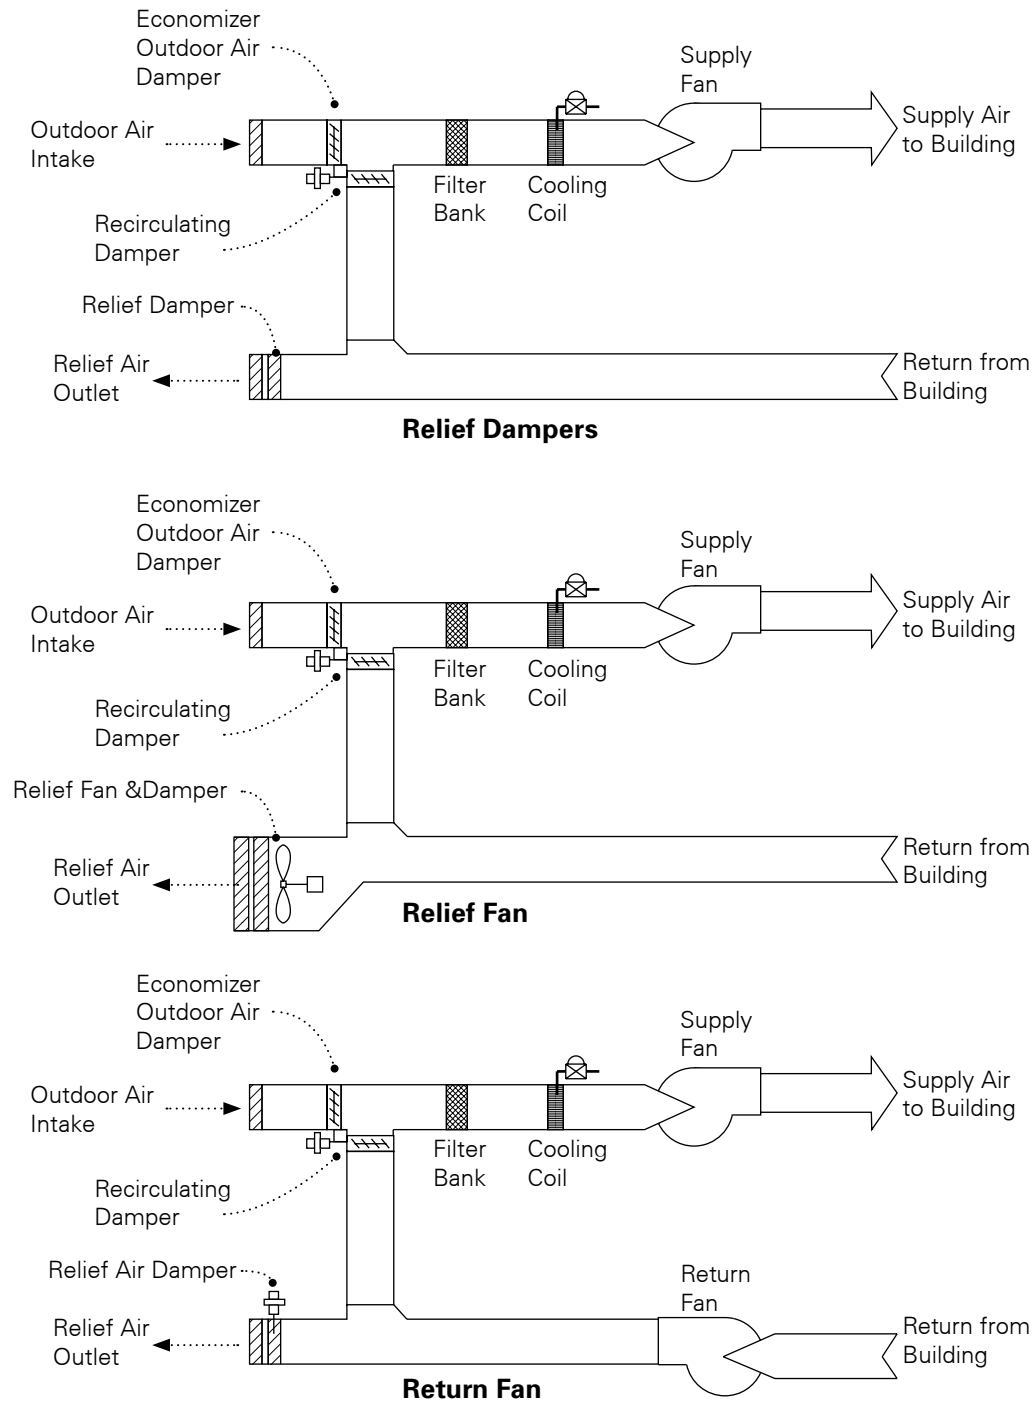 Economizer
Outdoor Air
Damper
Supply
Fan
Outdoor Air
Intake
Supply Air
to Building
Filter
Bank
Cooling
Coil
Recirculating
Damper
Relief Damper
Relief Air
Outlet
Return from
Building
Relief Dampers
Economizer
Outdoor Air
Damper
Supply
Fan
Outdoor Air
Intake
Supply Air
to Building
Filter
Bank
Cooling
Coil
Recirculating
Damper
Relief Fan &Damper
Relief Air
Outlet
Return from
Building
Relief Fan
Economizer
Outdoor Air
Damper
Supply
Fan
Outdoor Air
Intake
Supply Air
to Building
Filter
Bank
Cooling
Coil
Recirculating
Damper
Relief Air Damper
Return
Fan
Relief Air
Outlet
Return from
Building
Return Fan